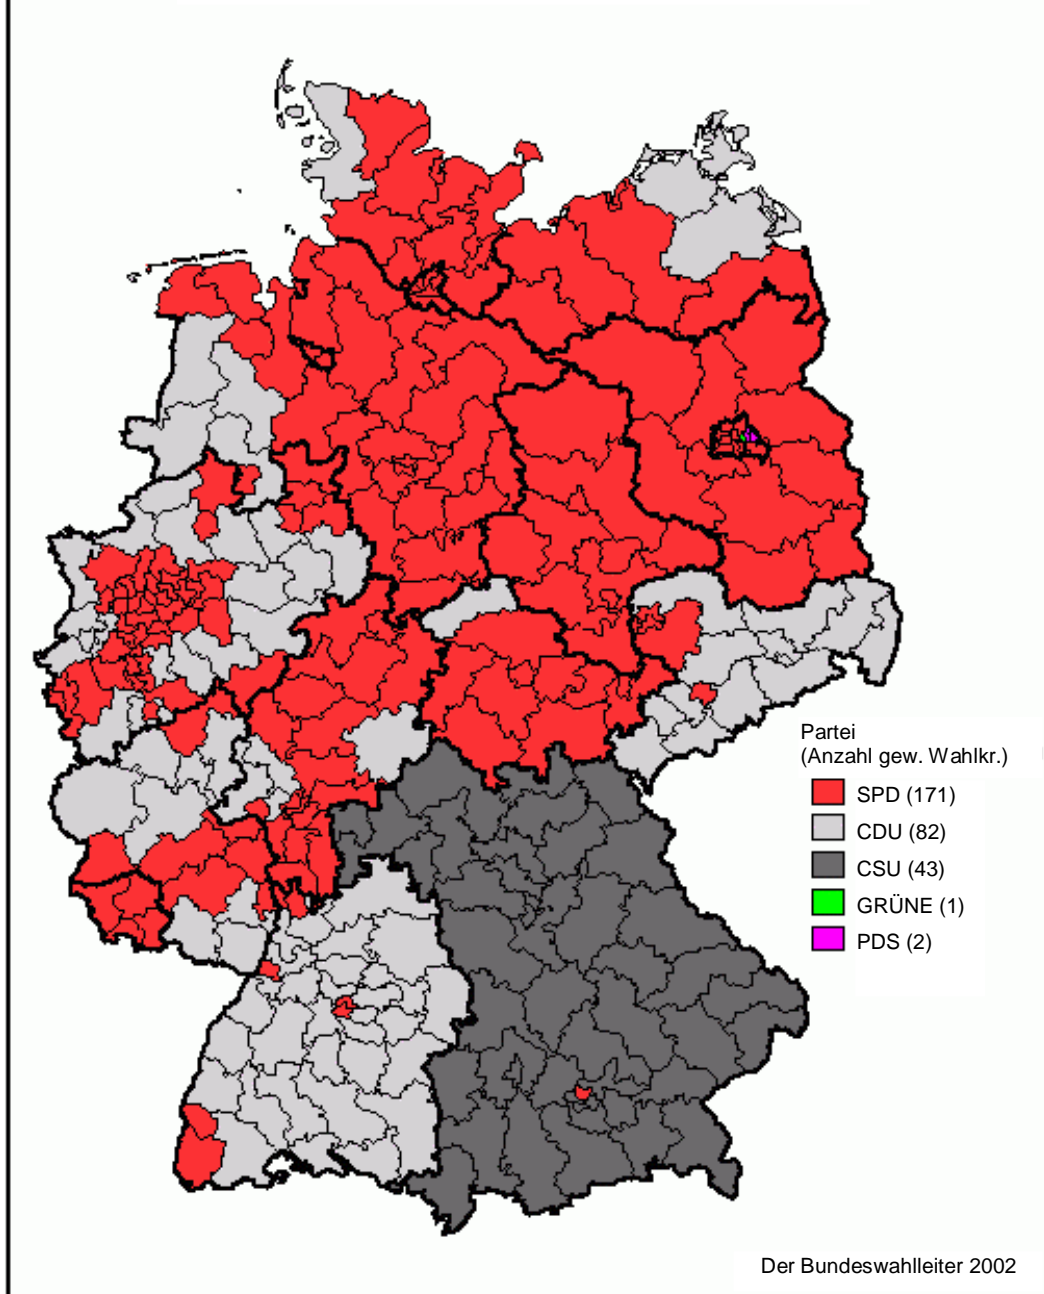 Partei
(Anzahl gew. Wahlkr.)
SPD (171)
CDU (82)
CSU (43)
GRÜNE (1)
PDS (2)
Der Bundeswahlleiter 2002